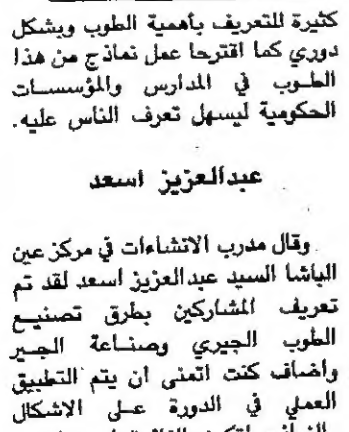 كثيرة للتعريف بأهمية الطوب وبشكل
دوري كما اقترحا عمل نماذج من هذا
الطوب في المدارس والمؤسسات
الحكومية ليسهل تعرف الناس عليه.
عبدالعزيز اسعد
وقال مدرب الانشاءات في مركز عين
الباشا السيد عبدالعزيز اسعد لقد تم
تعريف المشاركين بطرق تصنيع
الطوب الجيري وصناعة الجير
واضاف كنت اتمنى ان يتم التطبيق
العملي في الدورة على الاشكال